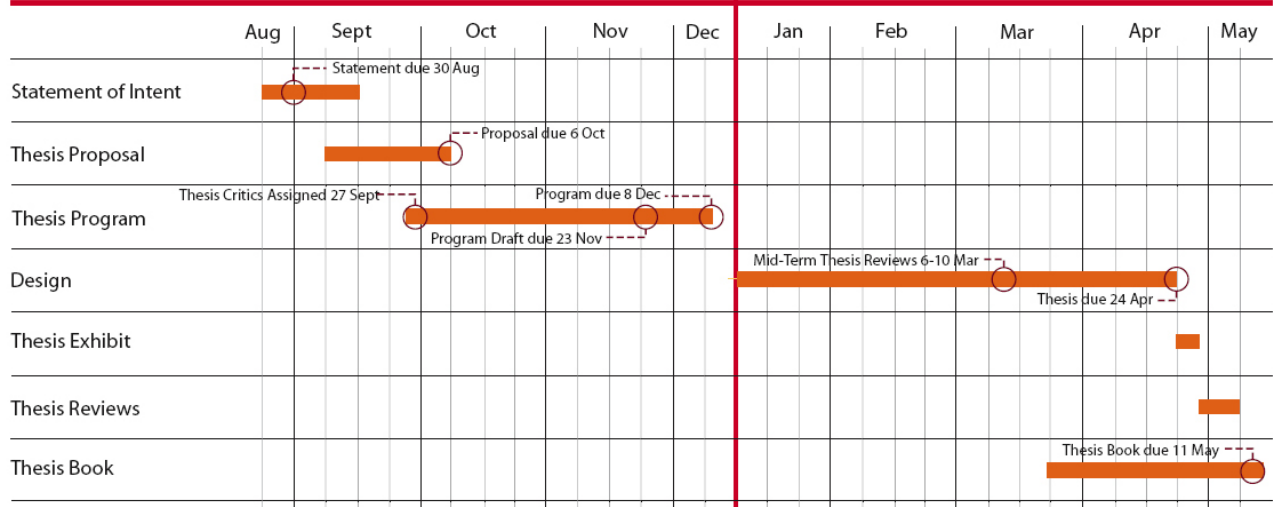 Aug Sept Oct Nov Dec Jan Feb Mar Apr May
Statement due 30 Aug
Statement of Intent
Proposal due 6 Oct
Thesis Proposal
Thesis Critics Assigned 27 Sept
Program due 8 Dec
Thesis Program
Program Draft due 23 Nov
Mid-Term Thesis Reviews 6-10 Mar
Design
Thesis due 24 Apr
Thesis Exhibit
Thesis Reviews
Thesis Book due 11 May
Thesis Book